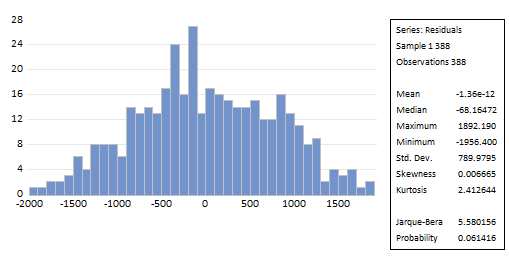 28
24
20
16
12
8
4
0
-2000 -1500 -1000 -500 0 500 1000 1500
Series: Residuals
Sample 1 388
Observations 388
Mean -1.36e-12
Median -68.16472
Maximum 1892.190
Minimum -1956.400
Std. Dev. 789.9795
Skewness 0.006665
Kurtosis 2.412644
Jarque-Bera 5.580156
Probability 0.061416